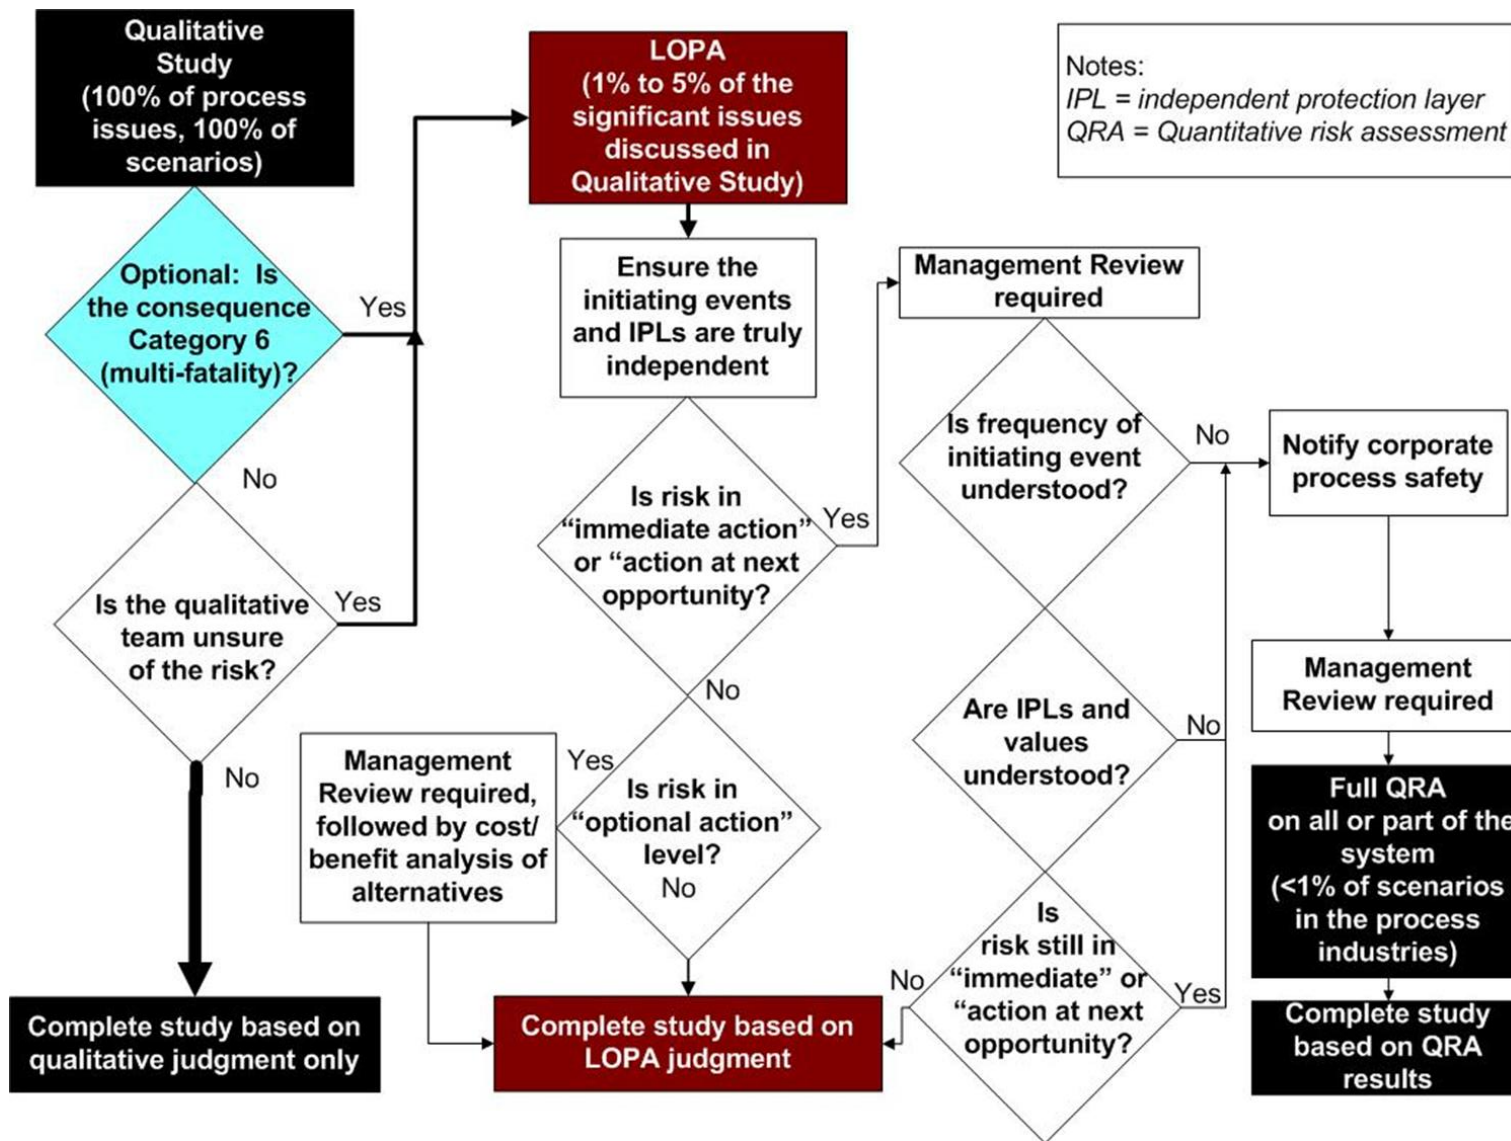 Qualitative
Study
(100% of process
issues, 100% of
scenarios)
Optional:  Is
the consequence
Category 6
(multi-fatality)?
Yes
No
Is the qualitative
team unsure
of the risk?
Yes
No
Complete study based on
qualitative judgment only
LOPA
(1% to 5% of the
significant issues
discussed in
Qualitative Study)
Ensure the
initiating events
and IPLs are truly
independent
Is risk in
“immediate action”
or “action at next
opportunity?
Yes
No
Is risk in
“optional action”
level?
Yes
No
Management
Review required,
followed by cost/
benefit analysis of
alternatives
Complete study based on
LOPA judgment
Notes:
IPL = independent protection layer
QRA = Quantitative risk assessment
Management Review
required
Is frequency of
initiating event
understood?
No
Are IPLs and
values
understood?
No
Is
risk still in
“immediate” or
“action at next
opportunity?
No
Yes
Notify corporate
process safety
Management
Review required
Full QRA
on all or part of the
system
(<1% of scenarios
in the process
industries)
Complete study
based on QRA
results